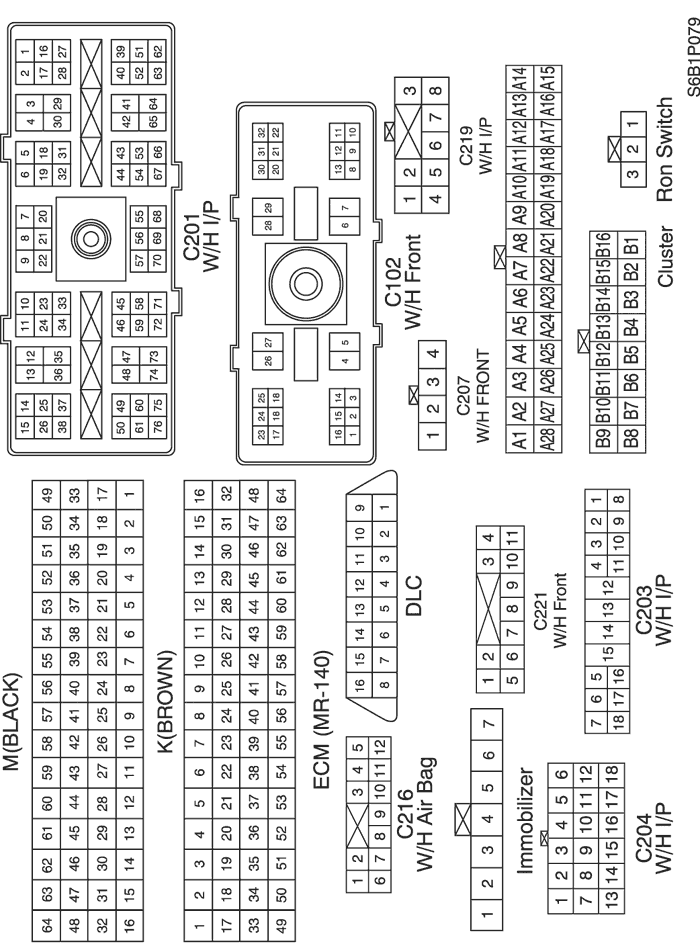 M(BLACK)
64 63 62 61 60 59 58 57 56 55 54 53 52 51 50 49
48 47 46 45 44 43 42 41 40 39 38 37 36 35 34 33
32 31 30 29 28 27 26 25 24 23 22 21 20 19 18 17
16 15 14 13 12 11 10 9 8 7 6 5 4 3 2 1
15 14 13 12 11 10 9 8 7 6 5 4 3 2 1
26 25 24 23 22 21 20 19 18 17 16
38 37 36 35 34 33 32 31 30 29 28 27
50 49 48 47 46 45 57 56 55 44 43 42 41 40 39
61 60 59 58 54 53 52 51
76 75 74 73 72 71 70 69 68 67 66 65 64 63 62
C201
W/H I/P
K(BROWN)
1 2 3 4 5 6 7 8 9 10 11 12 13 14 15 16
17 18 19 20 21 22 23 24 25 26 27 28 29 30 31 32
33 34 35 36 37 38 39 40 41 42 43 44 45 46 47 48
49 50 51 52 53 54 55 56 57 58 59 60 61 62 63 64
ECM (MR-140)
23 24 25 26 27 28 29 30 31 32
17 18 18 20 21 22
16 15 14 4 5 6 7 13 12 11
1 2 3 8 9 10
C102
W/H Front
1 2 3 4 5
6 7 8 9 10 11 12
C216
W/H Air Bag
16 15 14 13 12 11 10 9
8 7 6 5 4 3 2 1
DLC
1 2 3 4
C207
W/H FRONT
1 2 3
4 5 6 7 8
C219
W/H I/P
1 2 3 4 5 6 7
Immobilizer
1 2 3 4
5 6 7 8 9 10 11
C221
W/H Front
A1 A2 A3 A4 A5 A6 A7 A8 A9 A10 A11 A12 A13 A14
A28 A27 A26 A25 A24 A23 A22 A21 A20 A19 A18 A17 A16 A15
B9 B10 B11 B12 B13 B14 B15 B16
B8 B7 B6 B5 B4 B3 B2 B1
Cluster
3 2 1
Ron Switch
1 2 3 4 5 6
7 8 9 10 11 12
13 14 15 16 17 18
C204
W/H I/P
7 6 5 4 3 2 1
15 14 13 12
18 17 16 11 10 9 8
C203
W/H I/P
S6B1P079